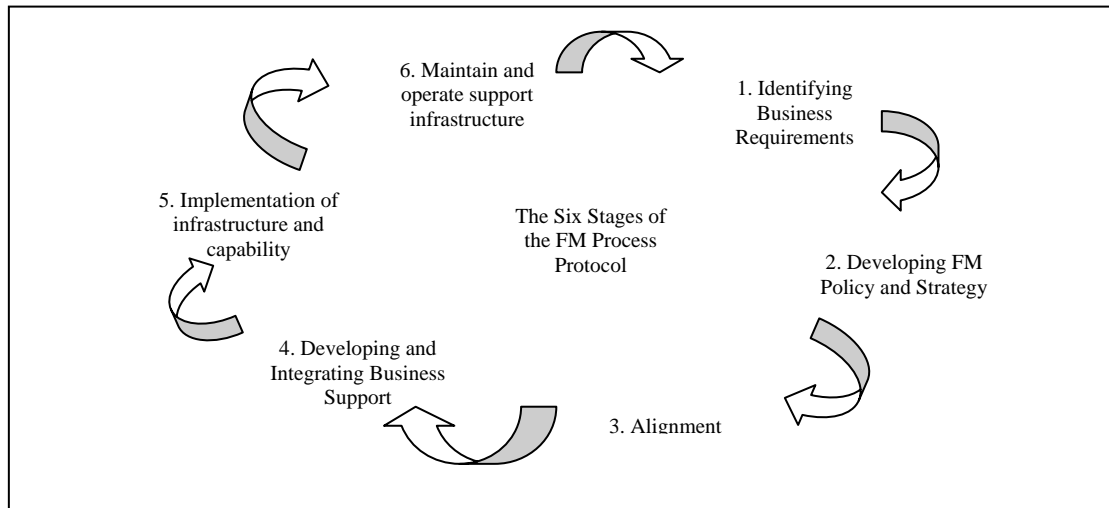 The Six Stages of
the FM Process
Protocol
1. Identifying
Business
Requirements
2. Developing FM
Policy and Strategy
3. Alignment
4. Developing and
Integrating Business
Support
5. Implementation of
infrastructure and
capability
6. Maintain and
operate support
infrastructure